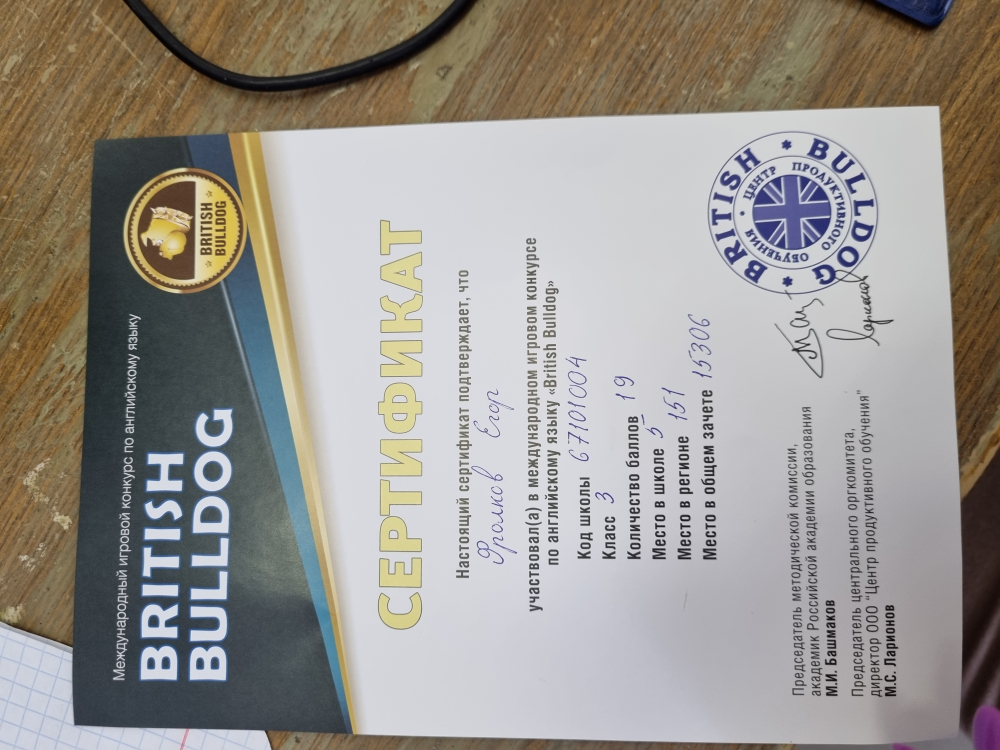 Международный игровой конкурс по английскому языку
BRITISH
BULLDOG
BRITISH
BULLDOG
СЕРТИФИКАТ
Настоящий сертификат подтверждает, что
Фролков Егор
участвовал(а) в международном игровом конкурсе
по английскому языку «British Bulldog»
Код школы 67101004
Класс 3
Количество баллов 19
Место в школе 5
Место в регионе 151
Место в общем зачете 15306
Председатель методической комиссии,
академик Российской академии образования
М.И. Башмаков
Председатель центрального оргкомитета,
директор ООО "Центр продуктивного обучения"
М.С. Ларионов
BRITISH * BULLDOG *
ЦЕНТР ПРОДУКТИВНОГО ОБУЧЕНИЯ